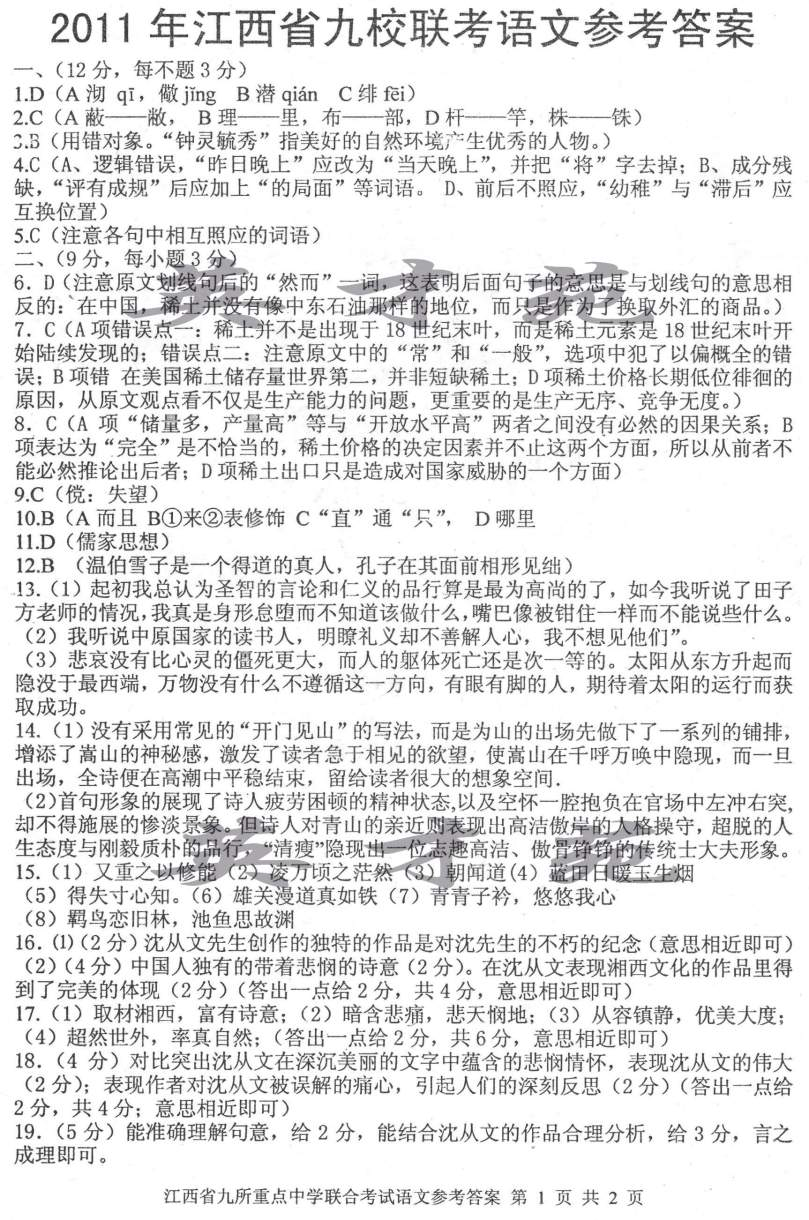 2011 年江西省九校联考语文参考答案
一、(12 分，每不题 3 分)
1.D（A 沏 qī，儆 jǐng  B 潜 qián  C 绯 fēi）
2.C（A 蔽——敝， B 理——里，布——部，D 杆——竿，株——铢）
3.B（用错对象。“钟灵毓秀”指美好的自然环境产生优秀的人物。）
4.C（A、逻辑错误，“昨日晚上”应改为“当天晚上”，并把“将”字去掉；B、成分残
缺，“评有成规”后应加上“的局面”等词语。 D、前后不照应，“幼稚”与“滞后”应
互换位置）
5.C（注意各句中相互照应的词语）
二、（9 分，每小题 3 分）
6．D（注意原文划线句后的“然而”一词，这表明后面句子的意思是与划线句的意思相
反的：在中国，稀土并没有像中东石油那样的地位，而只是作为了换取外汇的商品。）
7．C（A 项错误点一：稀土并不是出现于 18 世纪末叶，而是稀土元素是 18 世纪末叶开
始陆续发现的；错误点二：注意原文中的“常”和“一般”，选项中犯了以偏概全的错
误；B 项错 在美国稀土储存量世界第二，并非短缺稀土；D 项稀土价格长期低位徘徊的
原因，从原文观点看不仅是生产能力的问题，更重要的是生产无序、竞争无度。）
8．C（A 项“储量多，产量高”等与“开放水平高”两者之间没有必然的因果关系；B
项表达为“完全”是不恰当的，稀土价格的决定因素并不止这两个方面，所以从前者不
能必然推论出后者；D 项稀土出口只是造成对国家威胁的一个方面）
9.C（傥：失望）
10.B（A 而且 B①来②表修饰 C“直”通“只”， D 哪里
11.D（儒家思想）
12.B （温伯雪子是一个得道的真人，孔子在其面前相形见绌）
13.（1）起初我总认为圣智的言论和仁义的品行算是最为高尚的了，如今我听说了田子
方老师的情况，我真是身形怠堕而不知道该做什么，嘴巴像被钳住一样而不能说些什么。
（2）我听说中原国家的读书人，明瞭礼义却不善解人心，我不想见他们”。
（3）悲哀没有比心灵的僵死更大，而人的躯体死亡还是次一等的。太阳从东方升起而
隐没于最西端，万物没有什么不遵循这一方向，有眼有脚的人，期待着太阳的运行而获
取成功。
14.（1）没有采用常见的“开门见山”的写法，而是为山的出场先做下了一系列的铺排，
增添了嵩山的神秘感，激发了读者急于相见的欲望，使嵩山在千呼万唤中隐现，而一旦
出场，全诗便在高潮中平稳结束，留给读者很大的想象空间.
（2）首句形象的展现了诗人疲劳困顿的精神状态,以及空怀一腔抱负在官场中左冲右突,
却不得施展的惨淡景象。但诗人对青山的亲近则表现出高洁傲岸的人格操守，超脱的人
生态度与刚毅质朴的品行，“清瘦”隐现出一位志趣高洁、傲骨铮铮的传统士大夫形象。
15.（1）又重之以修能（2）凌万顷之茫然（3）朝闻道(4）蓝田日暖玉生烟
（5）得失寸心知。（6）雄关漫道真如铁（7）青青子衿，悠悠我心
（8）羁鸟恋旧林，池鱼思故渊
16．⑴（2 分）沈从文先生创作的独特的作品是对沈先生的不朽的纪念（意思相近即可）
（2）（4 分）中国人独有的带着悲悯的诗意（2 分）。在沈从文表现湘西文化的作品里得
到了完美的体现（2 分）（答出一点给 2 分，共 4 分，意思相近即可）
17．（1）取材湘西，富有诗意；（2）暗含悲痛，悲天悯地；（3）从容镇静，优美大度；
（4）超然世外，率真自然；（答出一点给 2 分，共 6 分，意思相近即可）
18．（4 分）对比突出沈从文在深沉美丽的文字中蕴含的悲悯情怀，表现沈从文的伟大
（2 分）；表现作者对沈从文被误解的痛心，引起人们的深刻反思（2 分）（答出一点给
2 分，共 4 分；意思相近即可）
19．（5 分）能准确理解句意，给 2 分，能结合沈从文的作品合理分析，给 3 分，言之
成理即可。
江西省九所重点中学联合考试语文参考答案 第 1 页 共 2 页